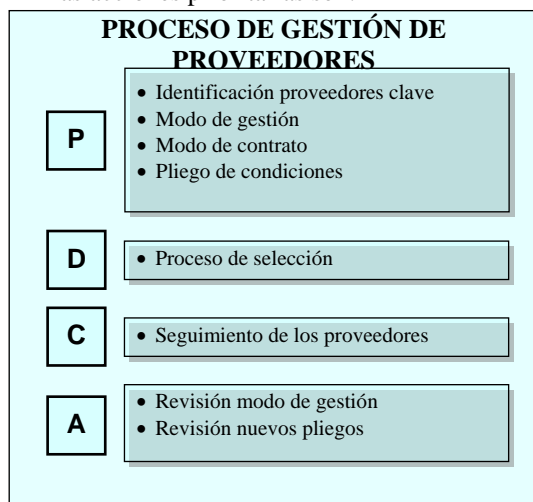 PROCESO DE GESTIÓN DE
PROVEEDORES
P
• Identificación proveedores clave
• Modo de gestión
• Modo de contrato
• Pliego de condiciones
D
• Proceso de selección
C
• Seguimiento de los proveedores
A
• Revisión modo de gestión
• Revisión nuevos pliegos